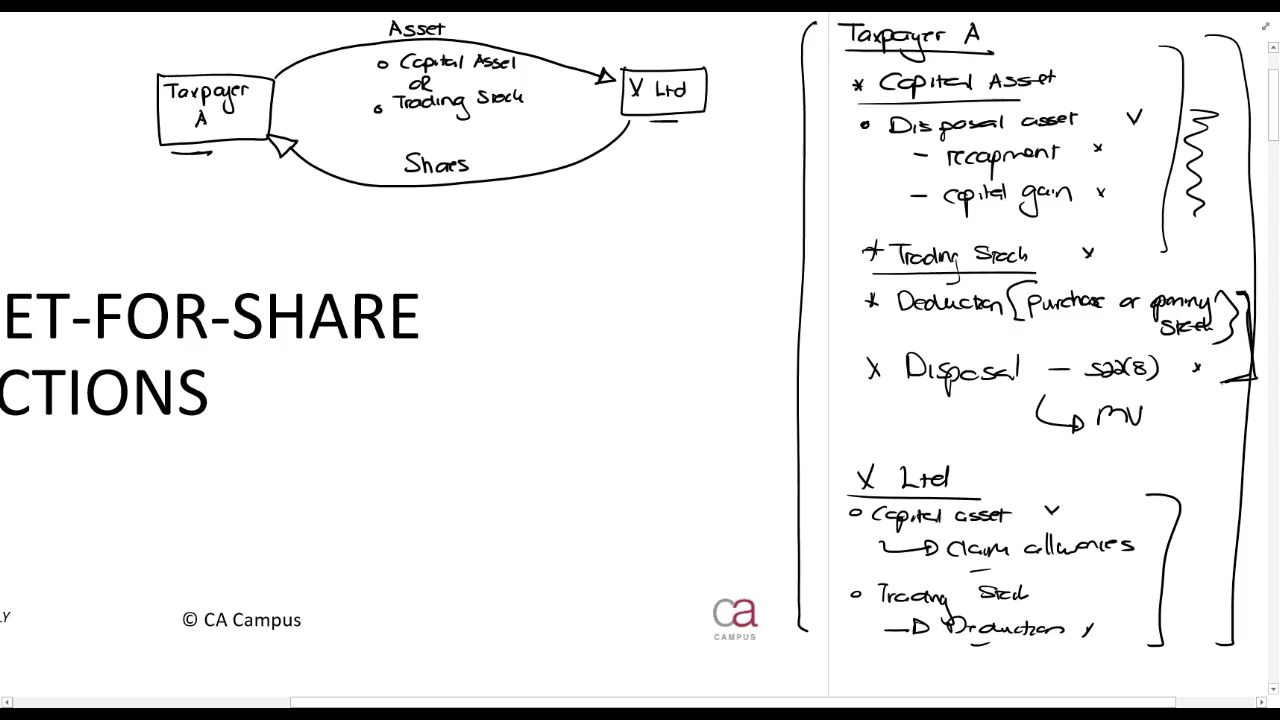 Asset
o Capital Asset
OR
o Trading Stock
Taxpayer
A
X Ltd
Shares
ET-FOR-SHARE
CTIONS
LY
© CA Campus
ca
CAMPUS
Taxpayer A
* Capital Asset
• Disposal asset ✓
– recoupment x
– capital gain x
* Trading Stock x
* Deduction [purchase or opening
stock
x Disposal – s22(8) x
↳ MV
X Ltd
o Capital asset ✓
↳ claim allowances
o Trading Stock
→ Deduction